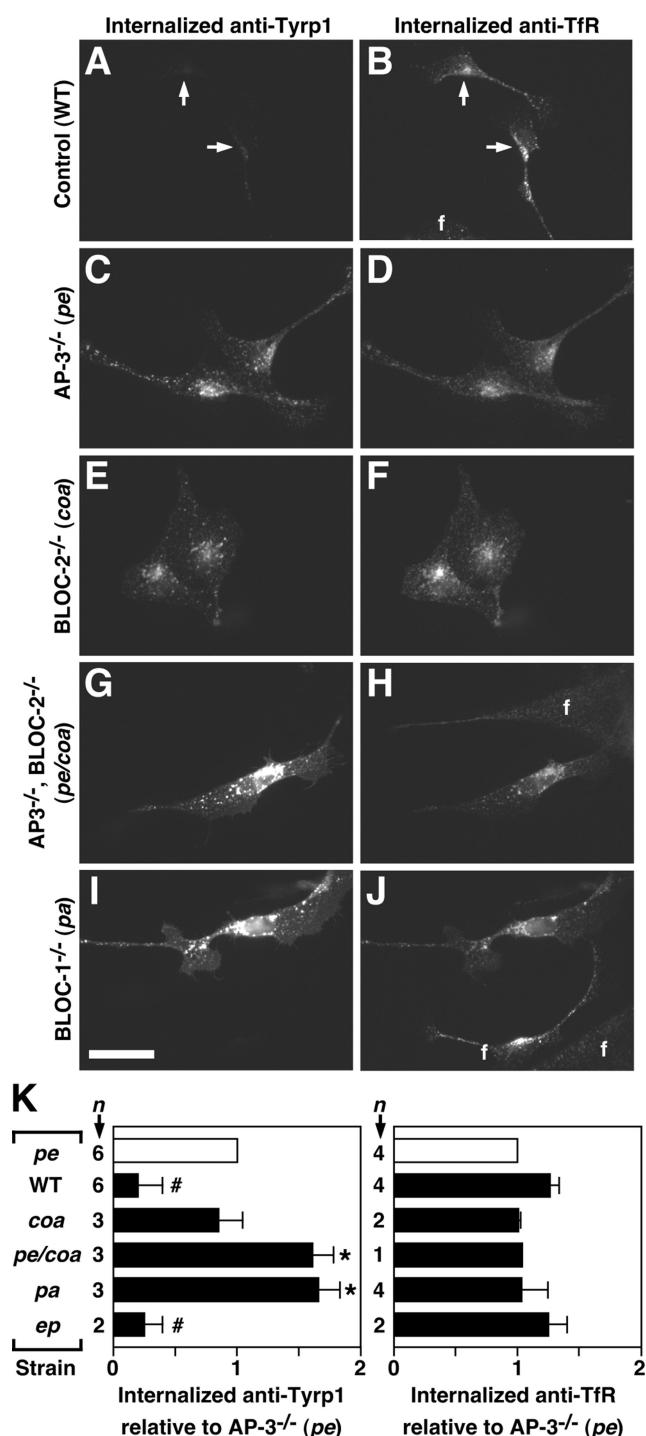 Internalized anti-Tyrp1 Internalized anti-TfR
Control (WT)
A B
f
AP-3-/- (pe)
C D
BLOC-2-/- (coa)
E F
AP3-/-, BLOC-2-/-
(pe/coa)
G H
f
BLOC-1-/- (pa)
I J
f f
K
n n
pe 6 4
WT 6 # 4
coa 3 2
pe/coa 3 * 1
pa 3 * 4
ep 2 # 2
Strain 0 1 2 0 1 2
Internalized anti-Tyrp1 Internalized anti-TfR
relative to AP-3-/- (pe) relative to AP-3-/- (pe)